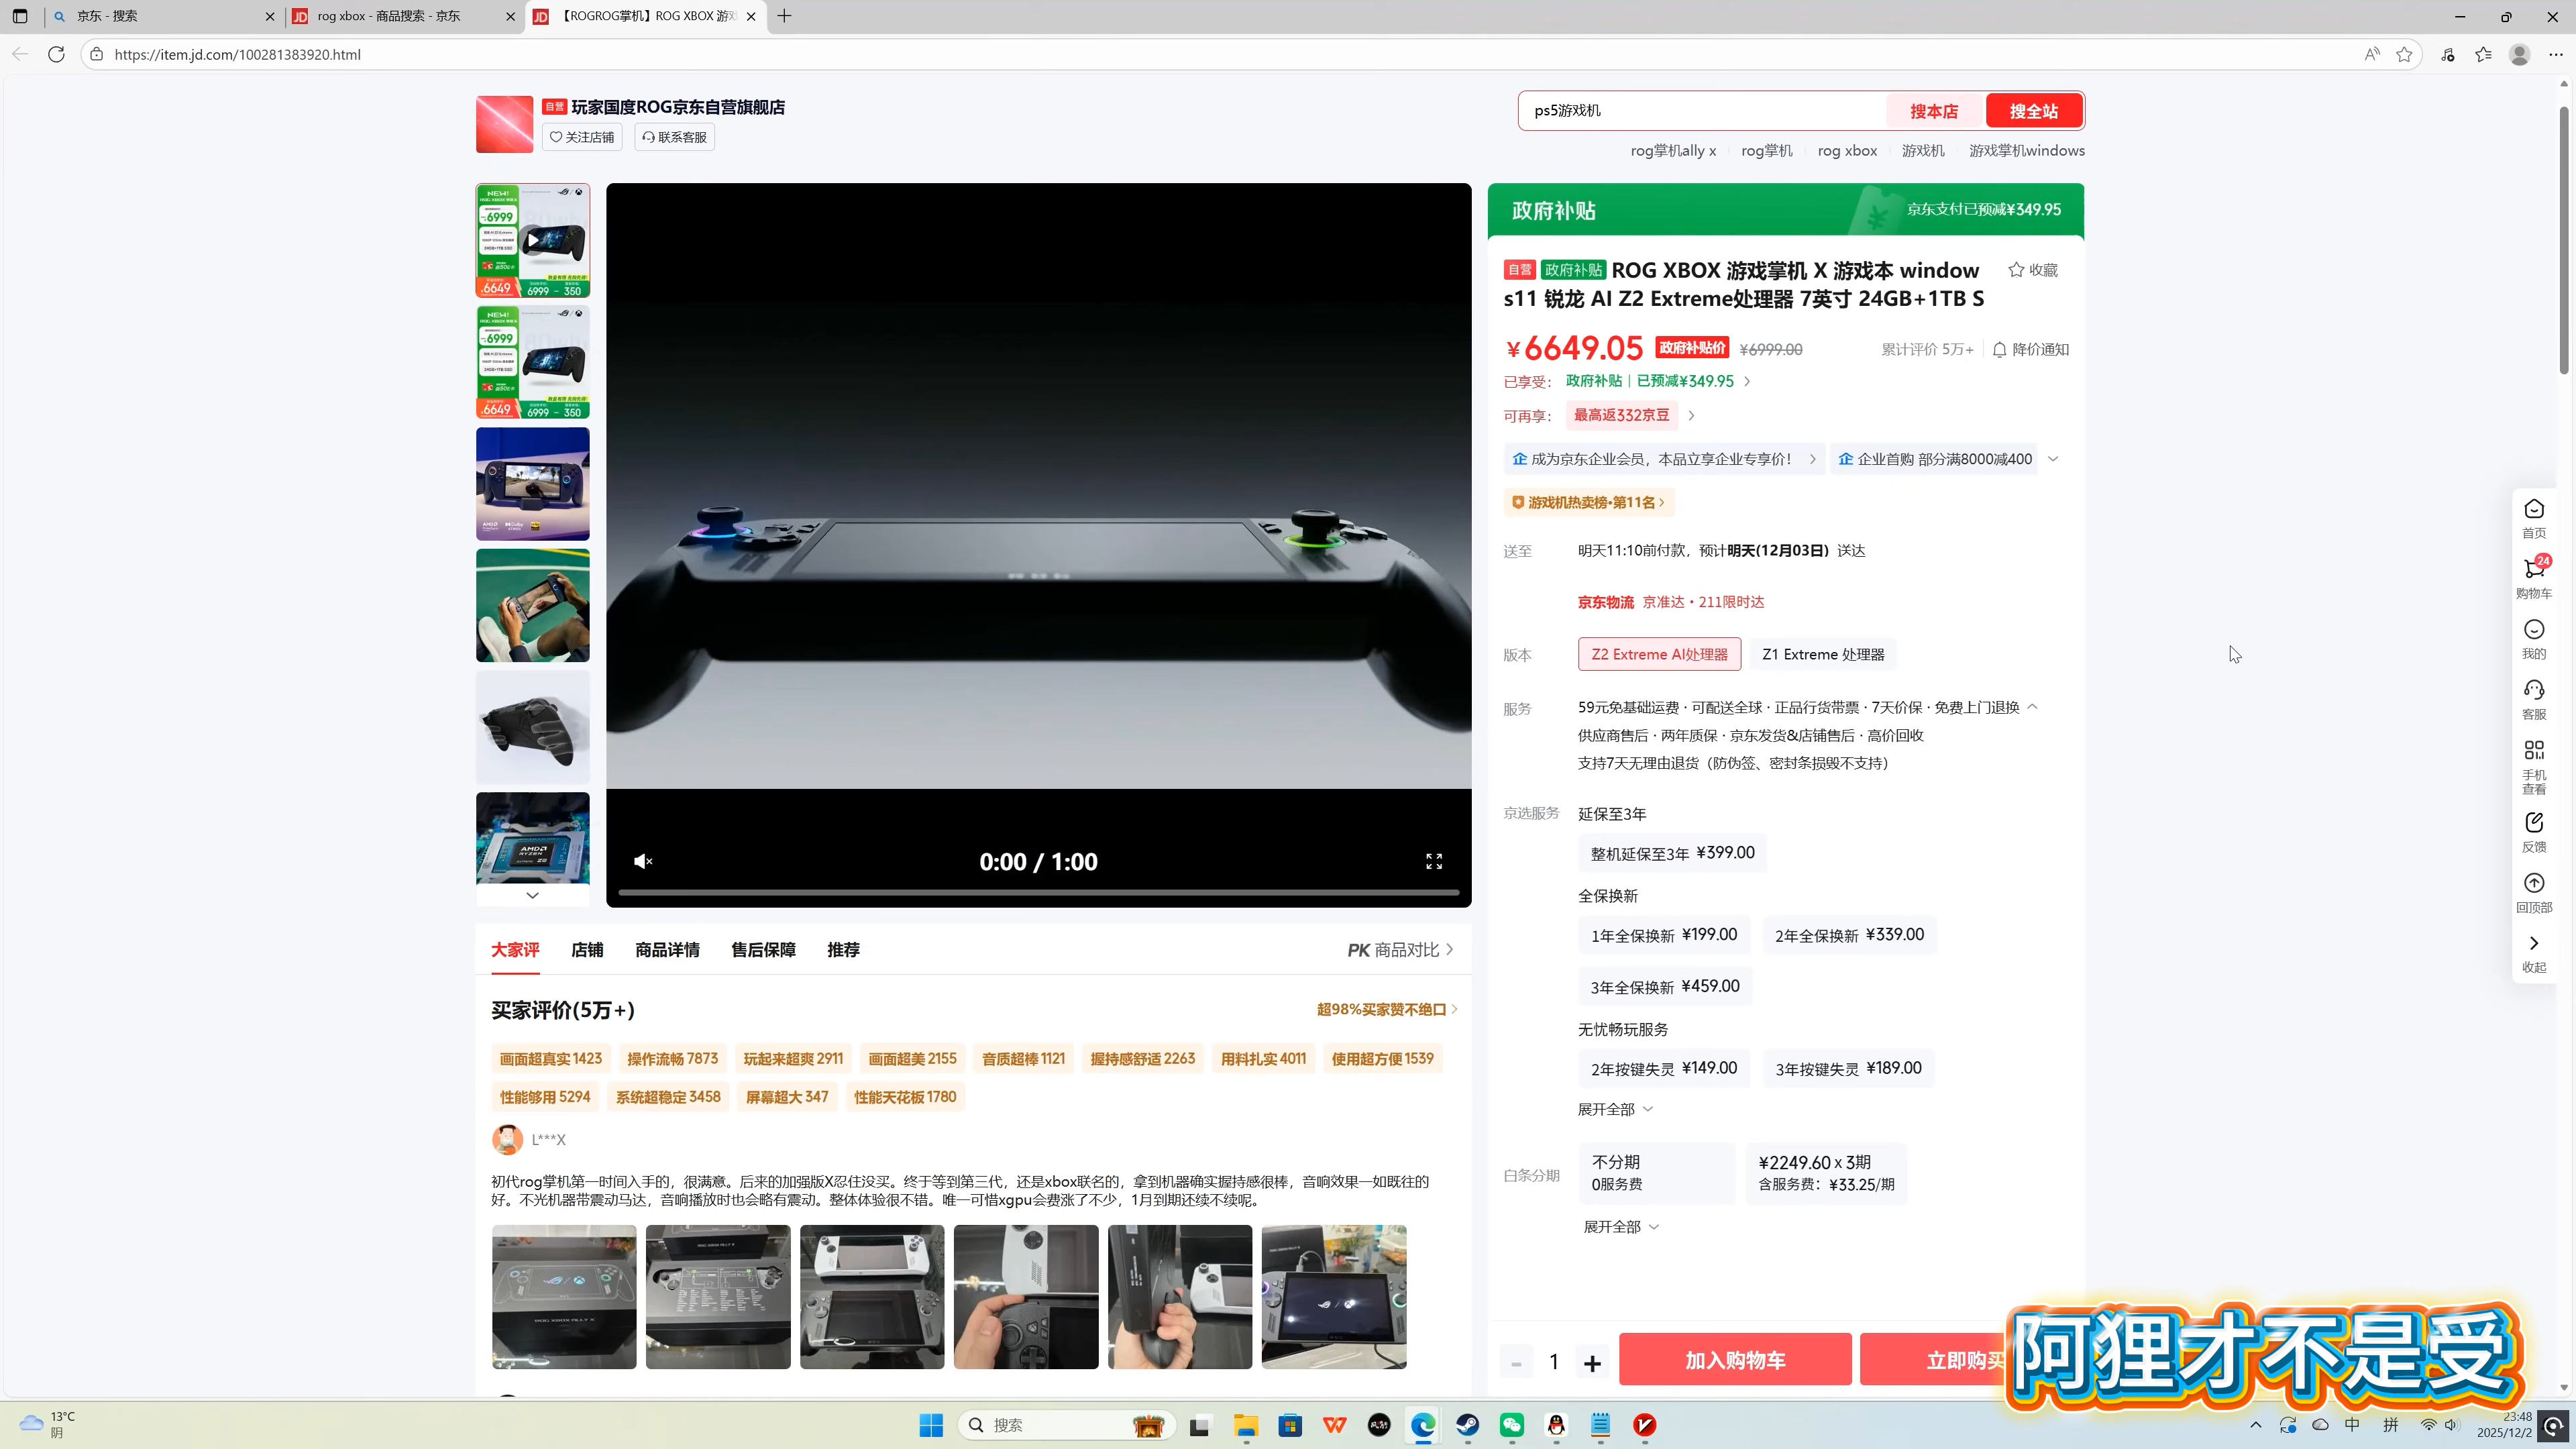 京东 - 搜索
rog xbox - 商品搜索 - 京东
【ROGROG掌机】ROG XBOX 游戏
https://item.jd.com/100281383920.html
自营 玩家国度ROG京东自营旗舰店
关注店铺
联系客服
ps5游戏机
搜本店
搜全站
rog掌机ally x
rog掌机
rog xbox
游戏机
游戏掌机windows
NEW!
6999
6649
6999 - 350
NEW!
6999
6649
6999 - 350
AMD
RYZEN
0:00 / 1:00
政府补贴
京东支付已预减¥349.95
自营 政府补贴 ROG XBOX 游戏掌机 X 游戏本 window
s11 锐龙 AI Z2 Extreme处理器 7英寸 24GB+1TB S
收藏
¥6649.05 政府补贴价 ¥6999.00
累计评价 5万+
降价通知
已享受： 政府补贴 | 已预减¥349.95
可再享： 最高返332京豆
企 成为京东企业会员，本品立享企业专享价！
企 企业首购 部分满8000减400
游戏机热卖榜·第11名
送至
明天11:10前付款，预计明天(12月03日) 送达
京东物流 京准达·211限时达
版本
Z2 Extreme AI处理器
Z1 Extreme 处理器
服务
59元免基础运费 · 可配送全球 · 正品行货带票 · 7天价保 · 免费上门退换
供应商售后 · 两年质保 · 京东发货&店铺售后 · 高价回收
支持7天无理由退货（防伪签、密封条损毁不支持）
京选服务
延保至3年
整机延保至3年 ¥399.00
全保换新
1年全保换新 ¥199.00
2年全保换新 ¥339.00
3年全保换新 ¥459.00
无忧畅玩服务
2年按键失灵 ¥149.00
3年按键失灵 ¥189.00
展开全部
白条分期
不分期
0服务费
¥2249.60 x 3期
含服务费：¥33.25/期
展开全部
- 1 +
加入购物车
立即购买
大家评
店铺
商品详情
售后保障
推荐
PK 商品对比
买家评价(5万+)
超98%买家赞不绝口
画面超真实 1423
操作流畅 7873
玩起来超爽 2911
画面超美 2155
音质超棒 1121
握持感舒适 2263
用料扎实 4011
使用超方便 1539
性能够用 5294
系统超稳定 3458
屏幕超大 347
性能天花板 1780
L***X
初代rog掌机第一时间入手的，很满意。后来的加强版X忍住没买。终于等到第三代，还是xbox联名的，拿到机器确实握持感很棒，音响效果一如既往的
好。不光机器带震动马达，音响播放时也会略有震动。整体体验很不错。唯一可惜xgpu会费涨了不少，1月到期还续不续呢。
首页
24
购物车
我的
客服
手机
查看
反馈
回顶部
收起
阿狸才不是受
13°C
阴
搜索
中
拼
23:48
2025/12/2